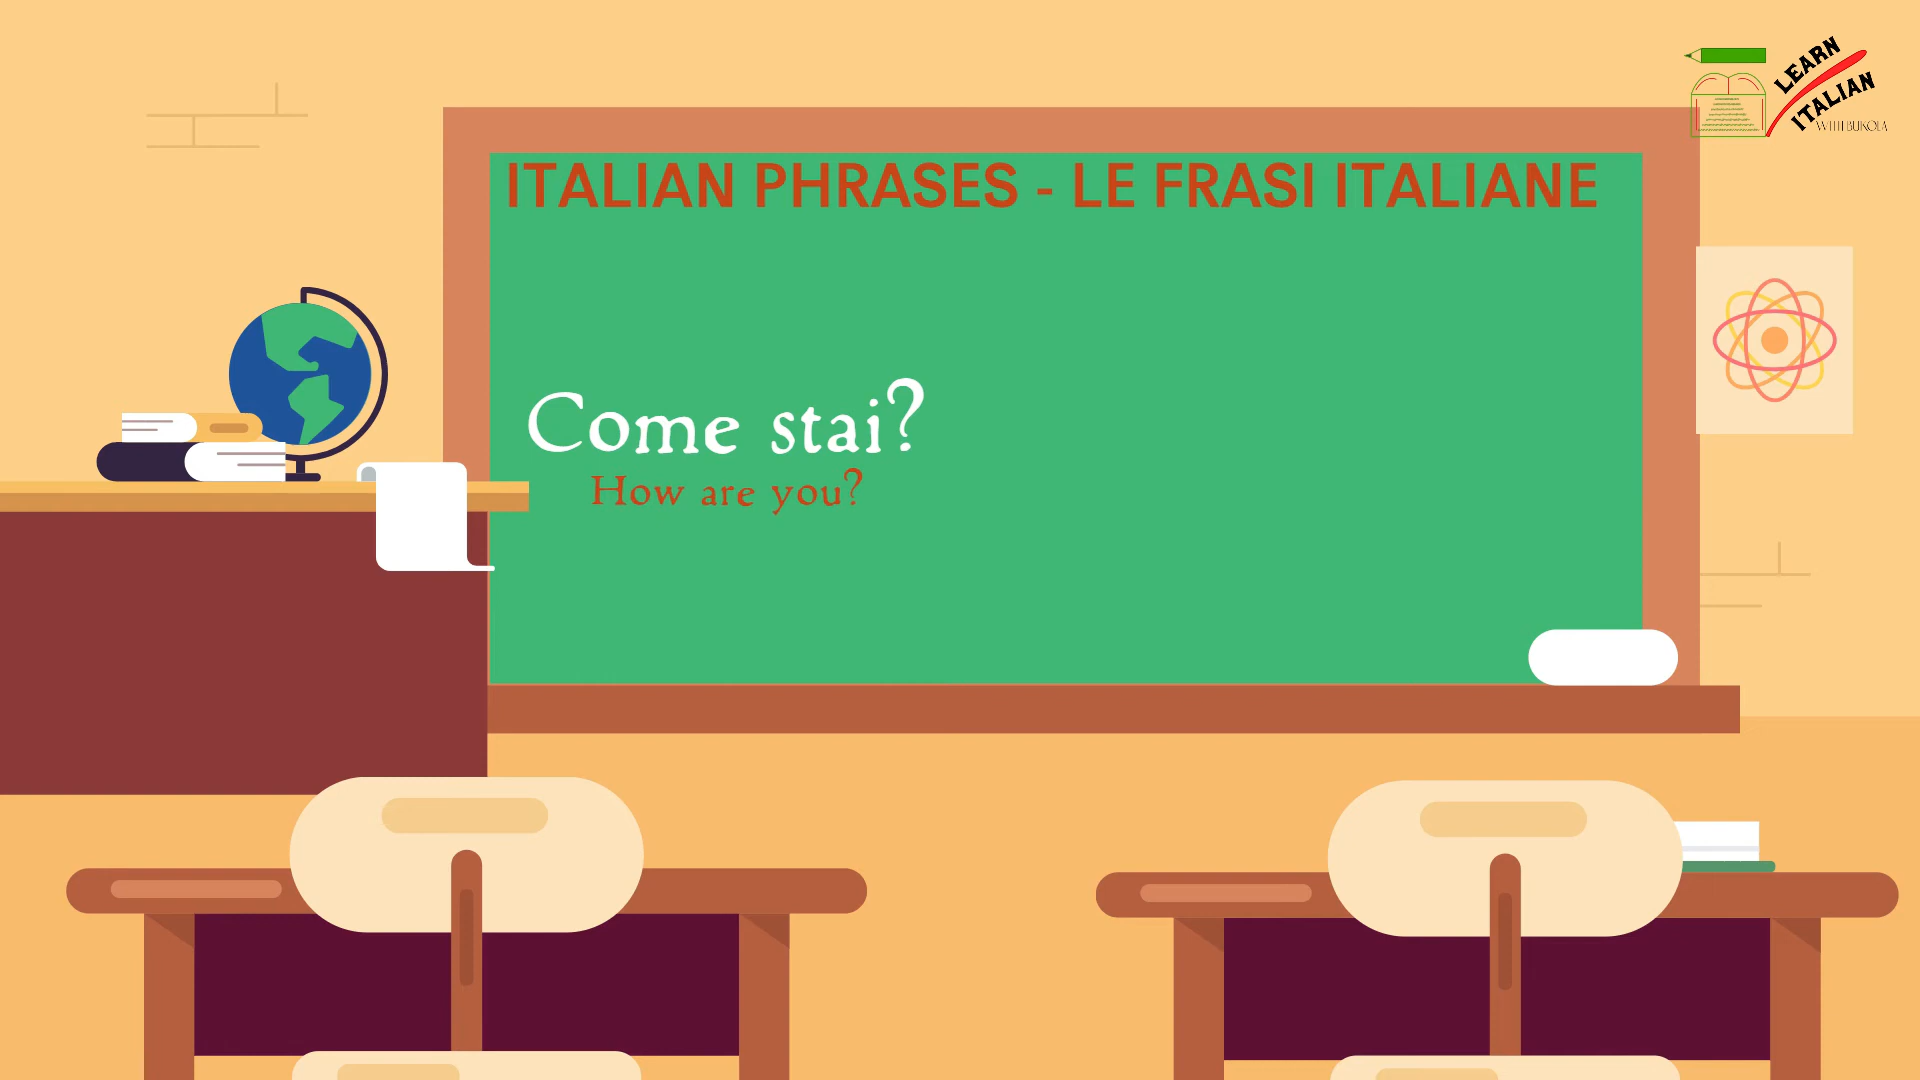 LEARN
ITALIAN
WITH BUKOLA
ITALIAN PHRASES - LE FRASI ITALIANE
Come stai?
How are you?